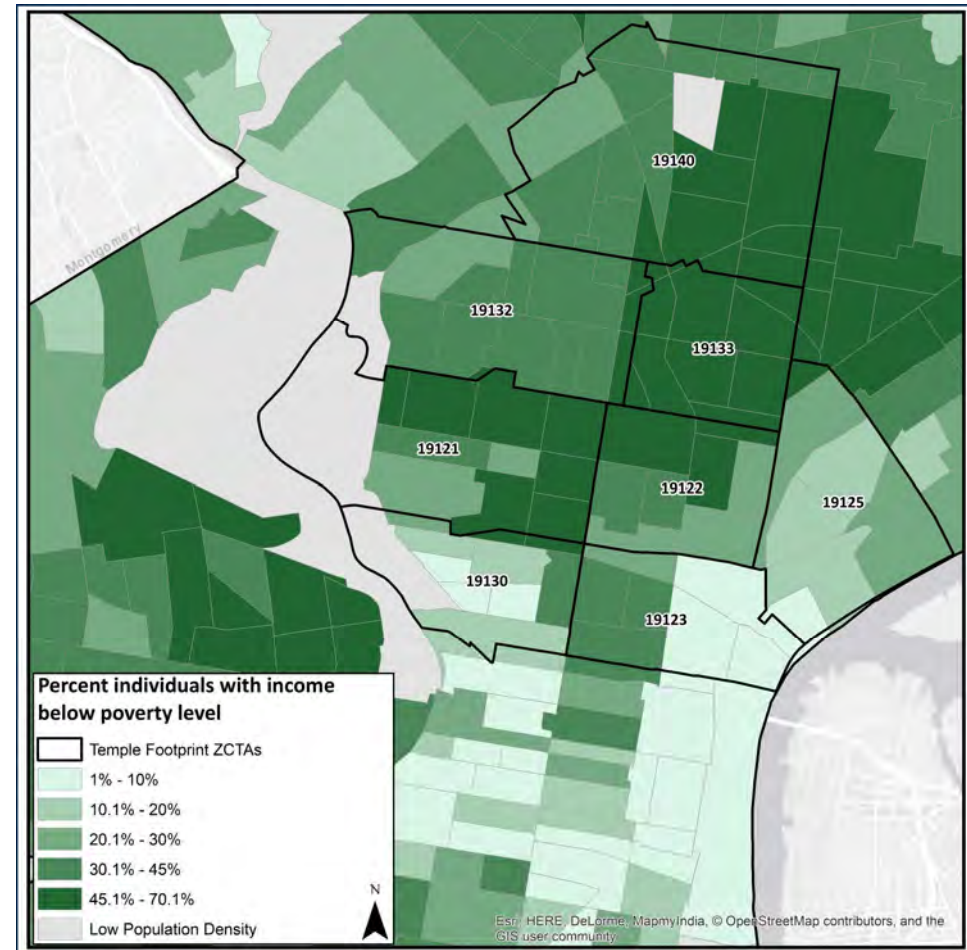 Montgomery
19140
19132
19133
19121
19122
19125
19130
19123
Percent individuals with income
below poverty level
Temple Footprint ZCTAs
1% - 10%
10.1% - 20%
20.1% - 30%
30.1% - 45%
45.1% - 70.1%
Low Population Density
N
Esri, HERE, DeLorme, MapmyIndia, © OpenStreetMap contributors, and the
GIS user community